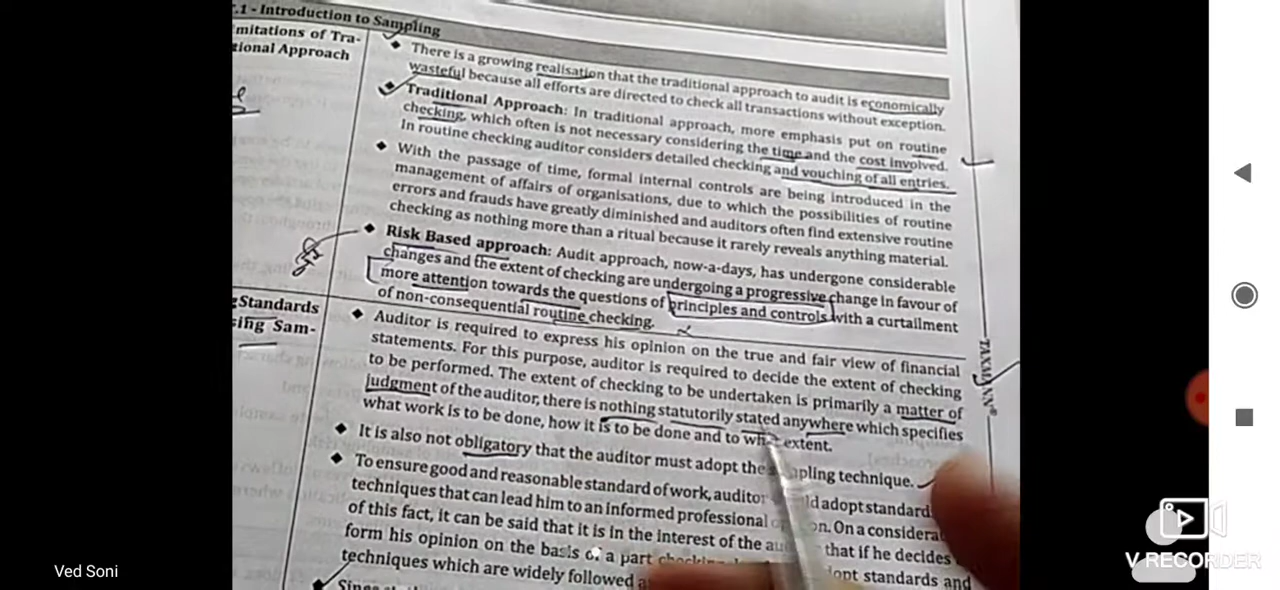 .1 - Introduction to Sampling
mitations of Tra-
tional Approach
◆ There is a growing realisation that the traditional approach to audit is economically
wasteful because all efforts are directed to check all transactions without exception.
◆ Traditional Approach: In traditional approach, more emphasis put on routine
checking, which often is not necessary considering the time and the cost involved.
In routine checking auditor considers detailed checking and vouching of all entries.
◆ With the passage of time, formal internal controls are being introduced in the
management of affairs of organisations, due to which the possibilities of routine
errors and frauds have greatly diminished and auditors often find extensive routine
checking as nothing more than a ritual because it rarely reveals anything material.
◆ Risk Based approach: Audit approach, now-a-days, has undergone considerable
changes and the extent of checking are undergoing a progressive change in favour of
more attention towards the questions of principles and controls with a curtailment
of non-consequential routine checking.
Standards
Sam-
◆ Auditor is required to express his opinion on the true and fair view of financial
statements. For this purpose, auditor is required to decide the extent of checking
to be performed. The extent of checking to be undertaken is primarily a matter of
judgment of the auditor, there is nothing statutorily stated anywhere which specifies
what work is to be done, how it is to be done and to extent.
◆ It is also not obligatory that the auditor must adopt the technique.
◆ To ensure good and reasonable standard of work, auditor adopt standard
techniques that can lead him to an informed professional On a
of this fact, it can be said that it is in the interest of the that if he decides
form his opinion on the basis of a part standards and
techniques which are widely followed
TAXMANN®
Ved Soni
V RECORDER